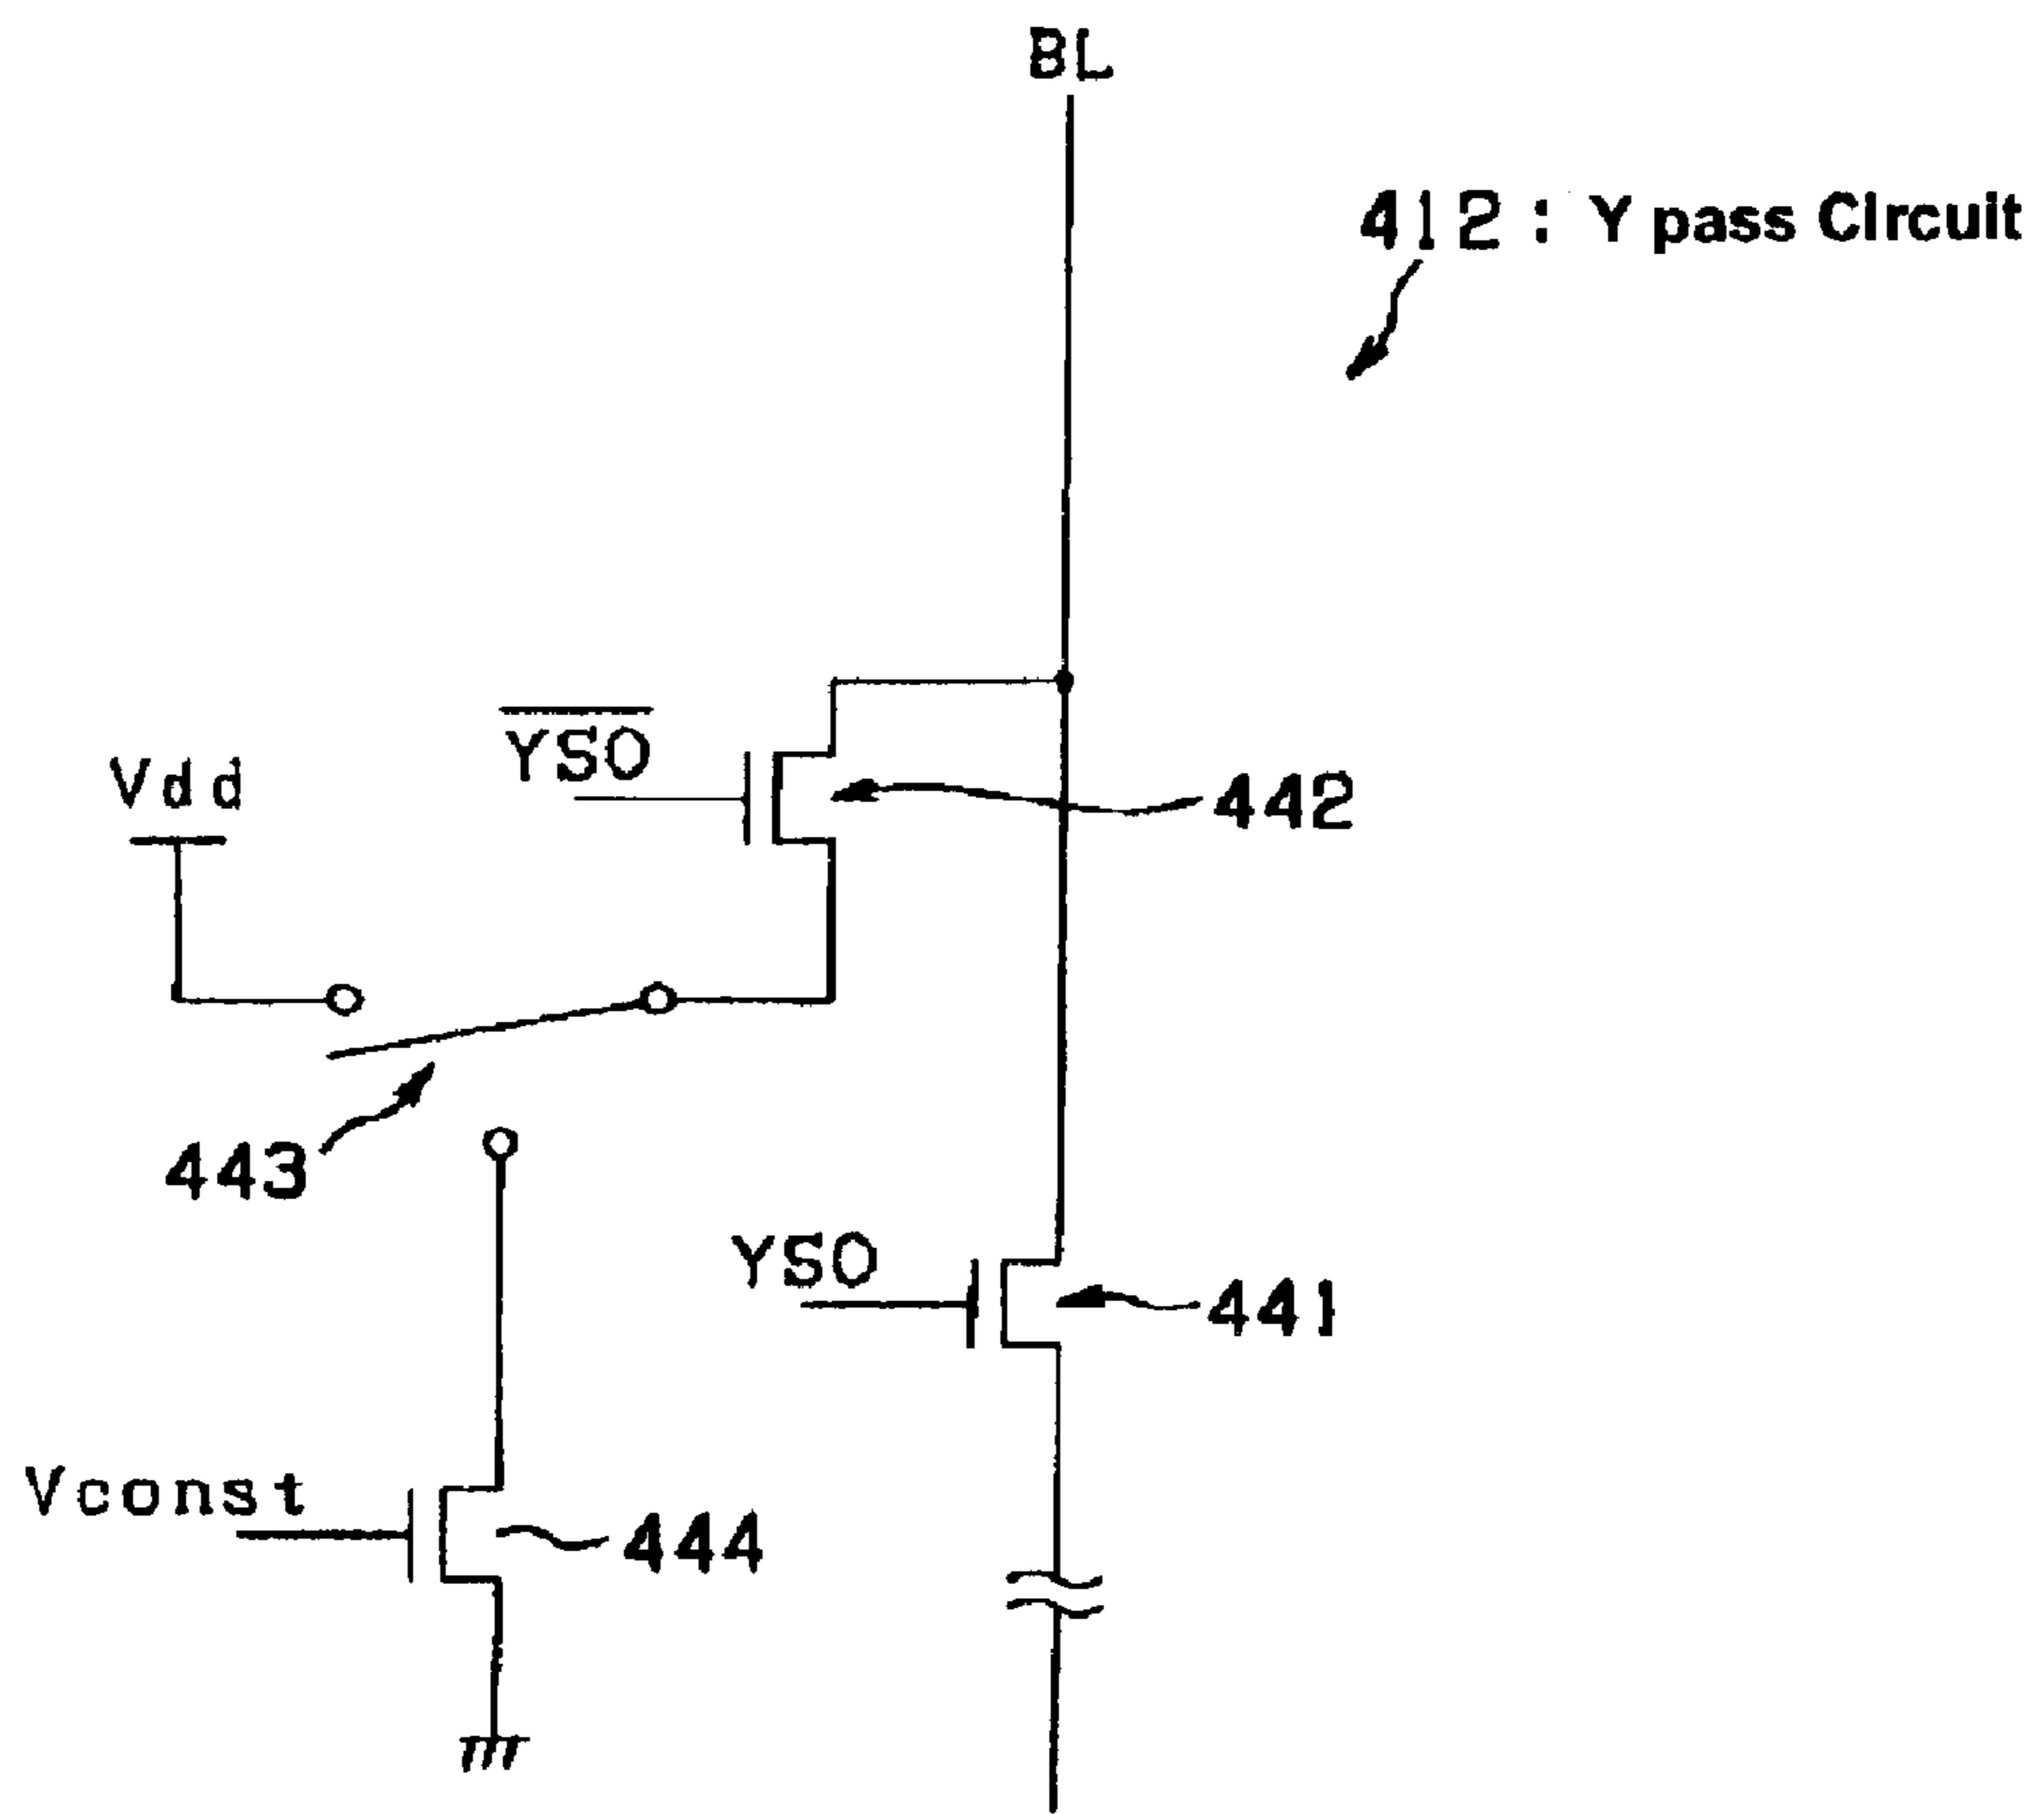 BL
412 : Y pass CIrcuit
YSO
Vdd
442
443
YSO
441
Vconst
444